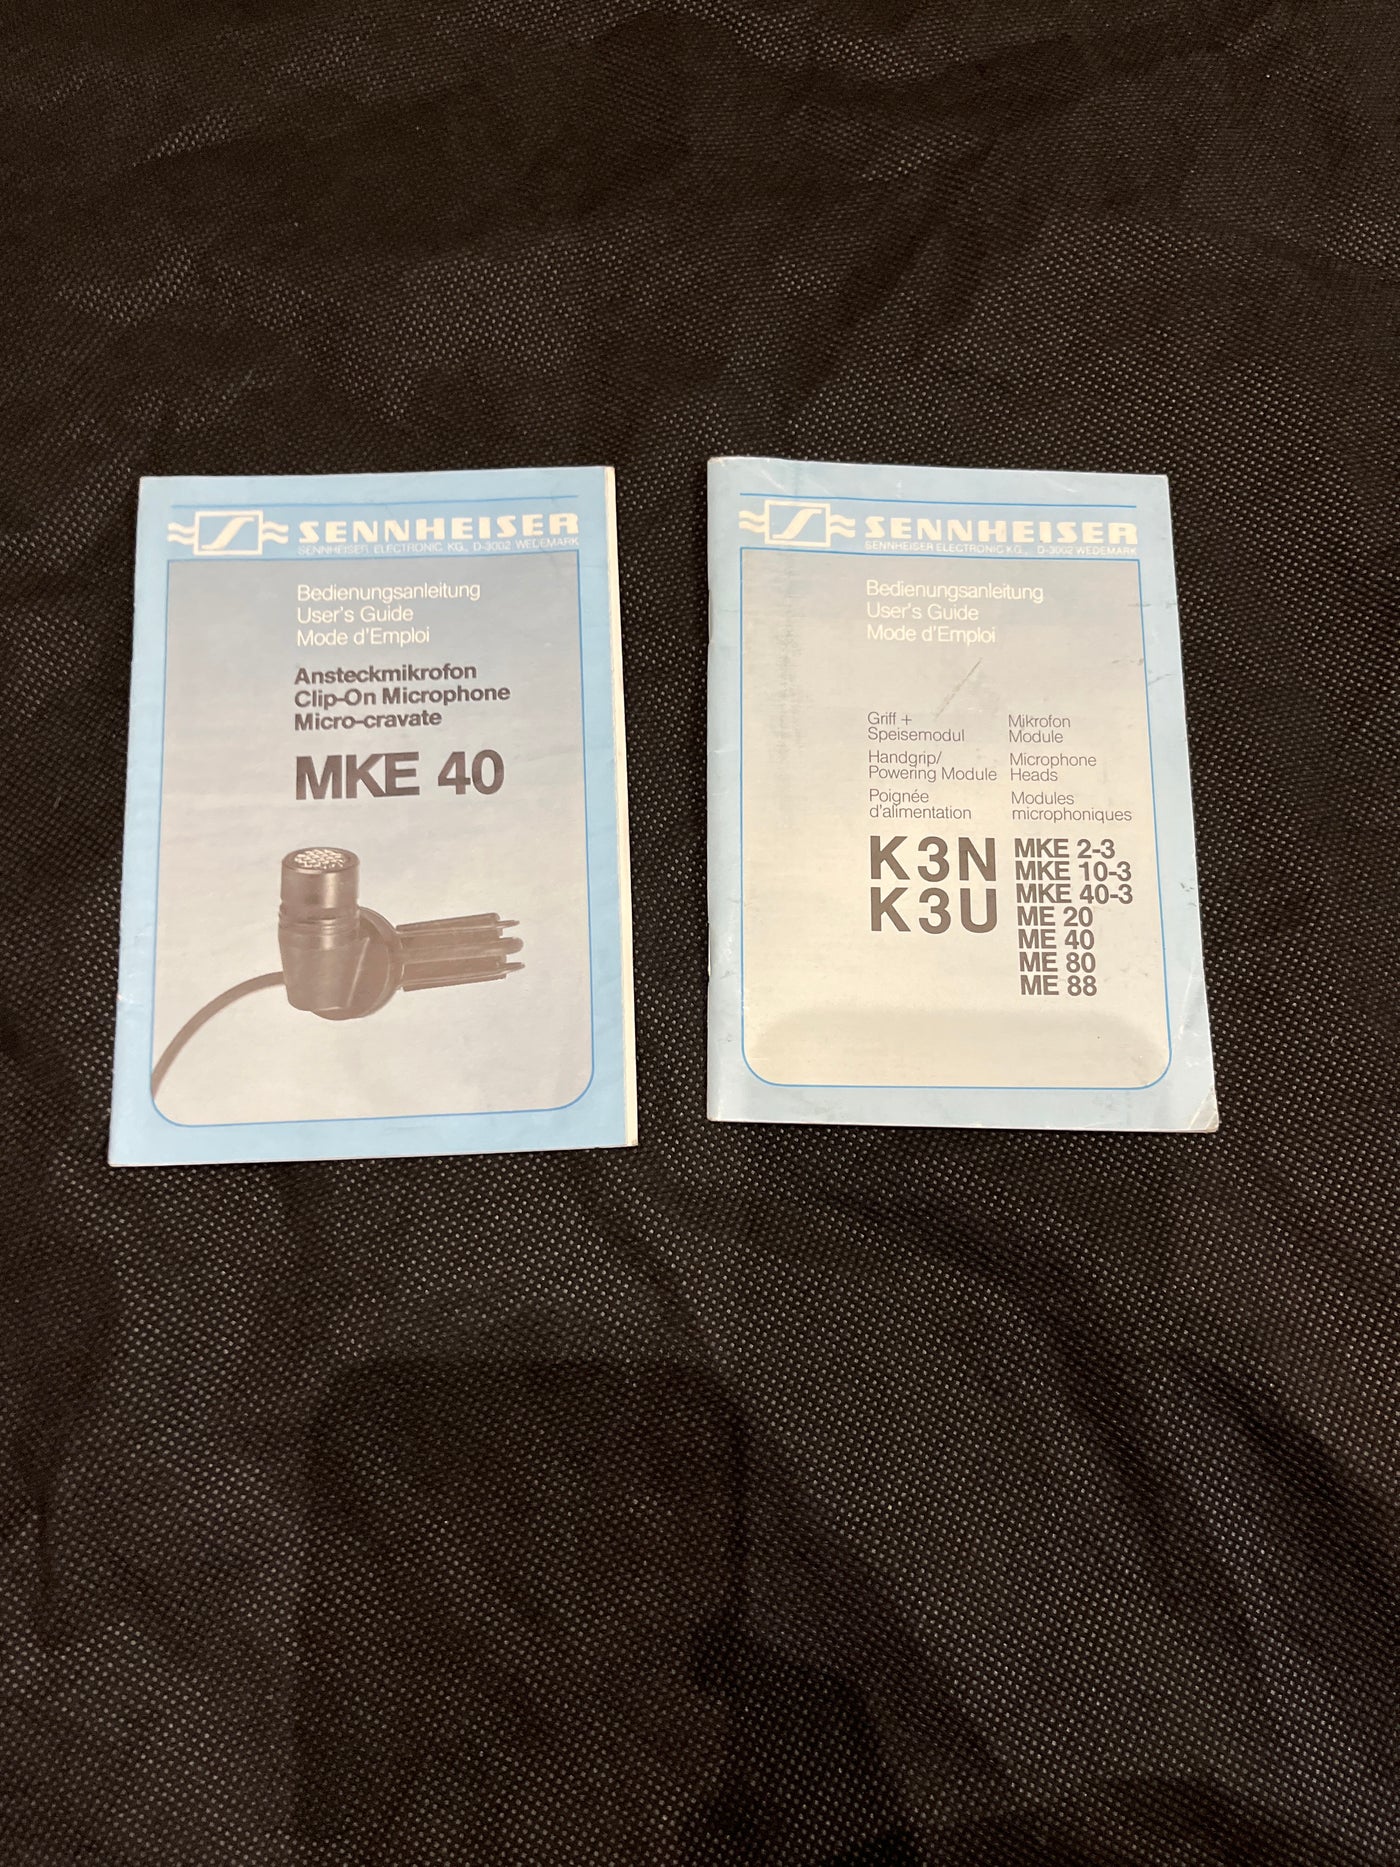 SENNHEISER
SENNHEISER ELECTRONIC KG., D-3002 WEDEMARK
Bedienungsanleitung
User's Guide
Mode d'Emploi
Ansteckmikrofon
Clip-On Microphone
Micro-cravate
MKE 40
SENNHEISER
SENNHEISER ELECTRONIC KG., D-3002 WEDEMARK
Bedienungsanleitung
User's Guide
Mode d'Emploi
Griff +
Speisemodul
Handgrip/
Powering Module
Poignée
d'alimentation
K3N
K3U
Mikrofon
Module
Microphone
Heads
Modules
microphoniques
MKE 2-3
MKE 10-3
MKE 40-3
ME 20
ME 40
ME 80
ME 88